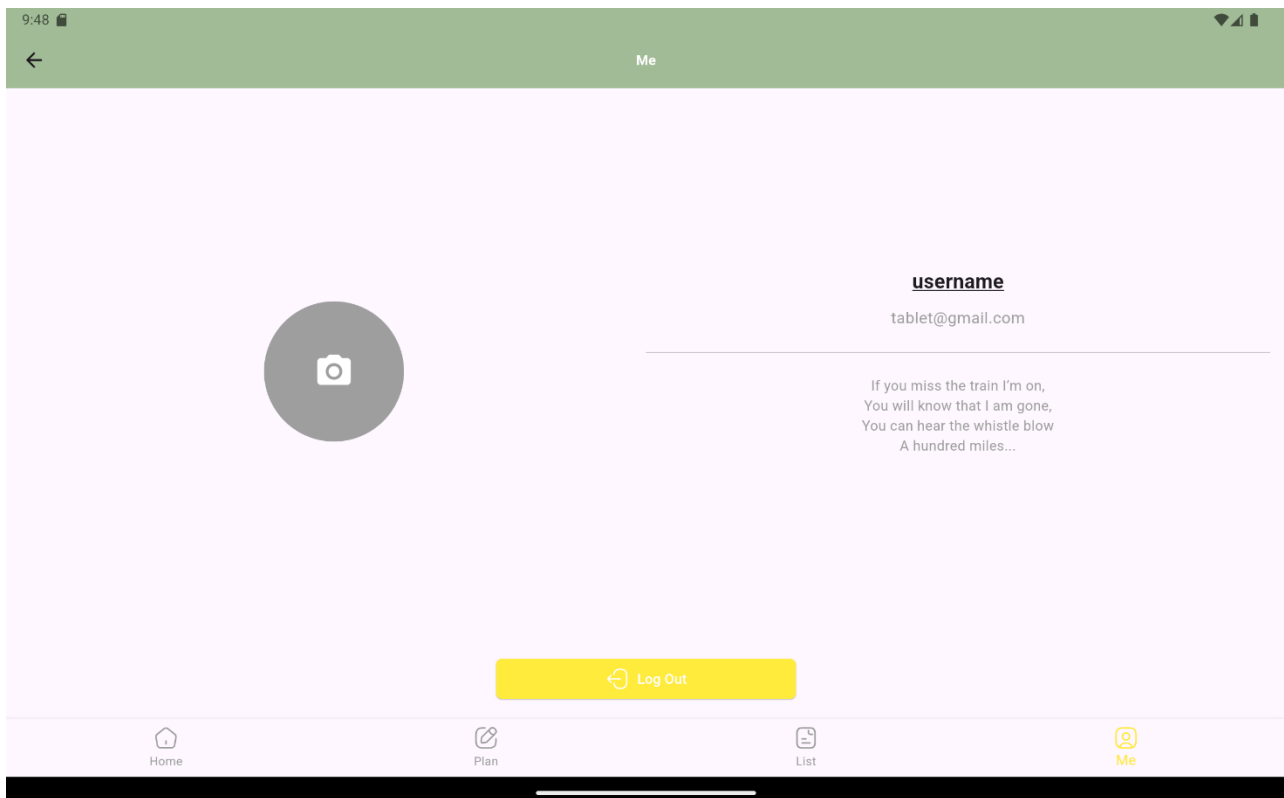 9:48
Me
username
tablet@gmail.com
If you miss the train I'm on,
You will know that I am gone,
You can hear the whistle blow
A hundred miles...
Log Out
Home
Plan
List
Me